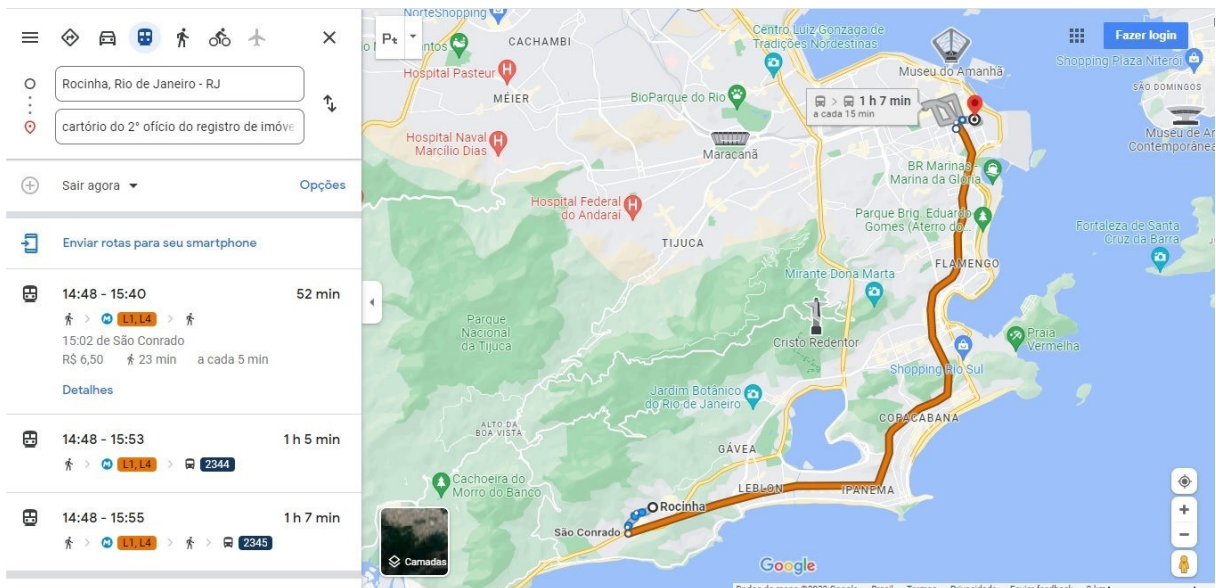 Rocinha, Rio de Janeiro - RJ
cartório do 2° ofício do registro de imóve
Sair agora
Opções
Enviar rotas para seu smartphone
14:48 - 15:40
52 min
L1, L4
15:02 de São Conrado
R$ 6,50 23 min a cada 5 min
Detalhes
14:48 - 15:53
1 h 5 min
L1, L4 2344
14:48 - 15:55
1 h 7 min
L1, L4 2345
NorteShopping
CACHAMBI
Hospital Pasteur
MÉIER
BioParque do Rio
Centro Luiz Gonzaga de
Tradições Nordestinas
Museu do Amanhã
Fazer login
Shopping Plaza Niterói
SÃO DOMINGOS
Museu de Ar
Contemporânea
1 h 7 min
a cada 15 min
Hospital Naval
Marcílio Dias
Maracanã
BR Marinas -
Marina da Glória
Hospital Federal
do Andaraí
Parque Brig. Eduardo
Gomes (Aterro do...
Fortaleza de Santa
Cruz da Barra
TIJUCA
FLAMENGO
Mirante Dona Marta
Parque
Nacional
da Tijuca
Cristo Redentor
Praia
Vermelha
Shopping Rio Sul
Jardim Botânico
do Rio de Janeiro
COPACABANA
ALTO DA
BOA VISTA
GÁVEA
Cachoeira do
Morro do Banco
LEBLON
IPANEMA
Rocinha
São Conrado
Camadas
Google